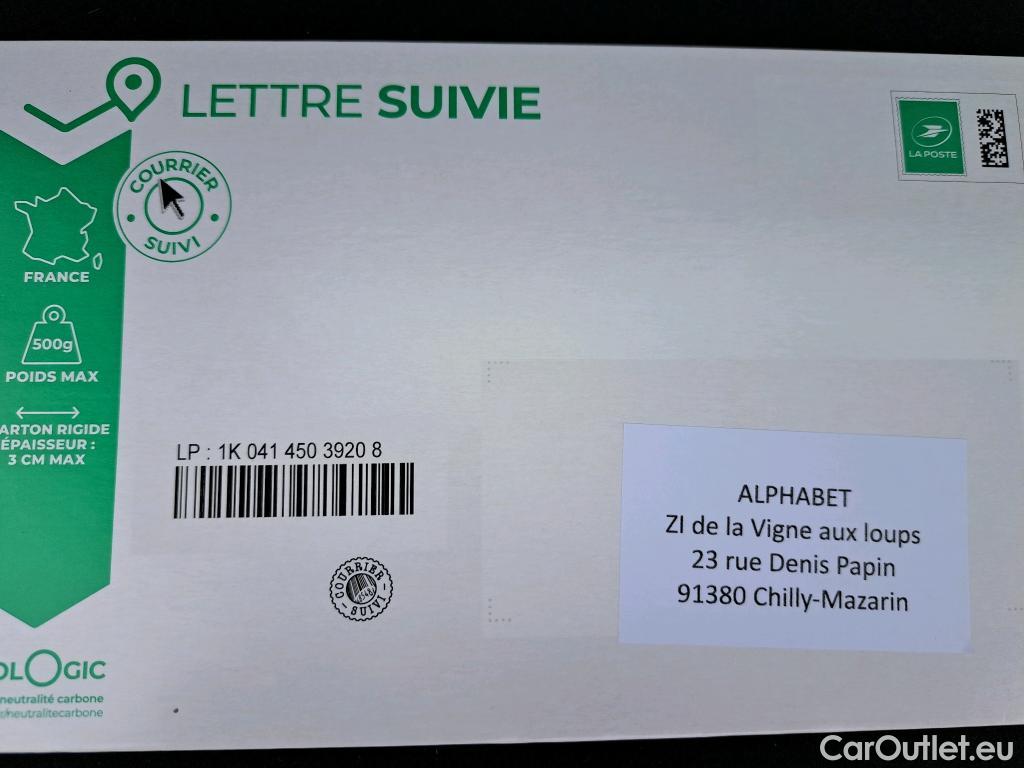 LETTRE SUIVIE
LA POSTE
COURRIER
SUIVI
FRANCE
500g
POIDS MAX
ARTON RIGIDE
ÉPAISSEUR :
3 CM MAX
LP : 1K 041 450 3920 8
ALPHABET
ZI de la Vigne aux loups
23 rue Denis Papin
91380 Chilly-Mazarin
COURRIER
SUIVI
OLOGIC
neutralité carbone
/neutralitecarbone
CarOutlet.eu